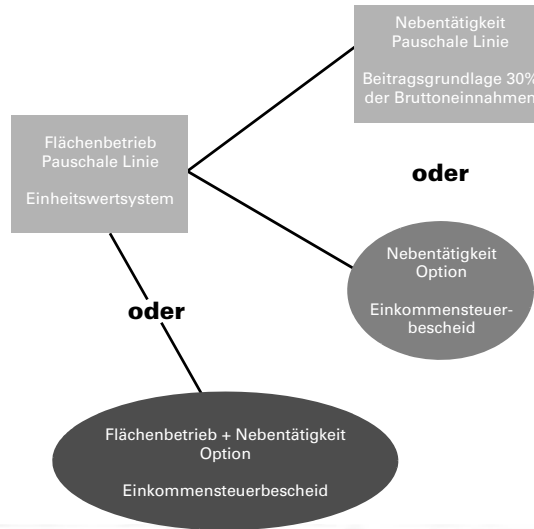 Nebentätigkeit
Pauschale Linie
Beitragsgrundlage 30%
der Bruttoneinnahmen
Flächenbetrieb
Pauschale Linie
Einheitswertsystem
oder
Nebentätigkeit
Option
Einkommensteuer-
bescheid
oder
Flächenbetrieb + Nebentätigkeit
Option
Einkommensteuerbescheid